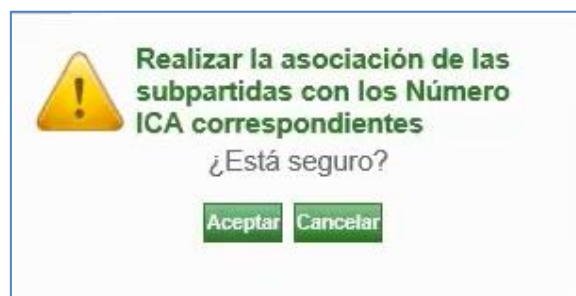 Realizar la asociación de las
subpartidas con los Número
ICA correspondientes
¿Está seguro?
Aceptar Cancelar